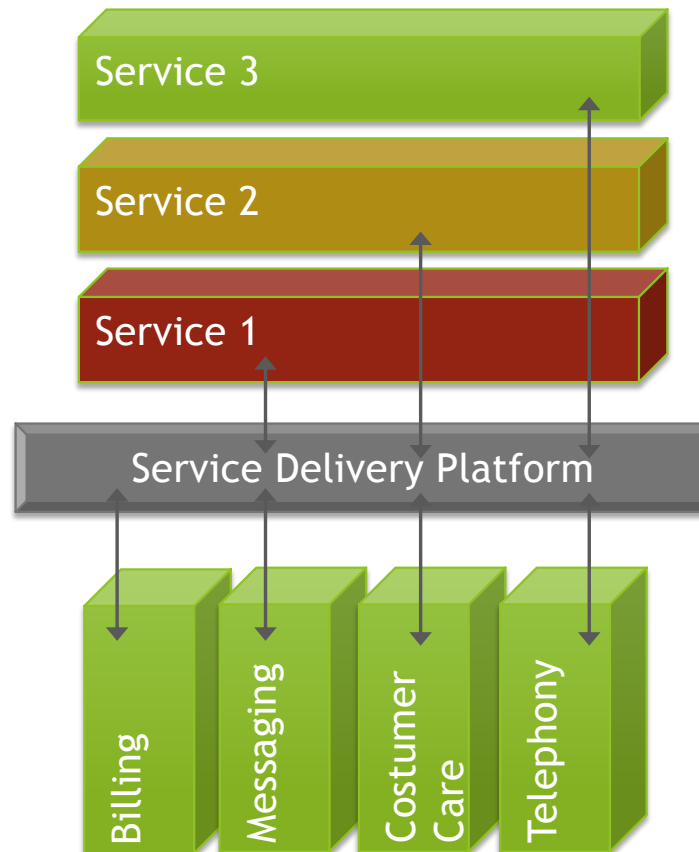 Service 3
Service 2
Service 1
Service Delivery Platform
Billing
Messaging
Costumer
Care
Telephony